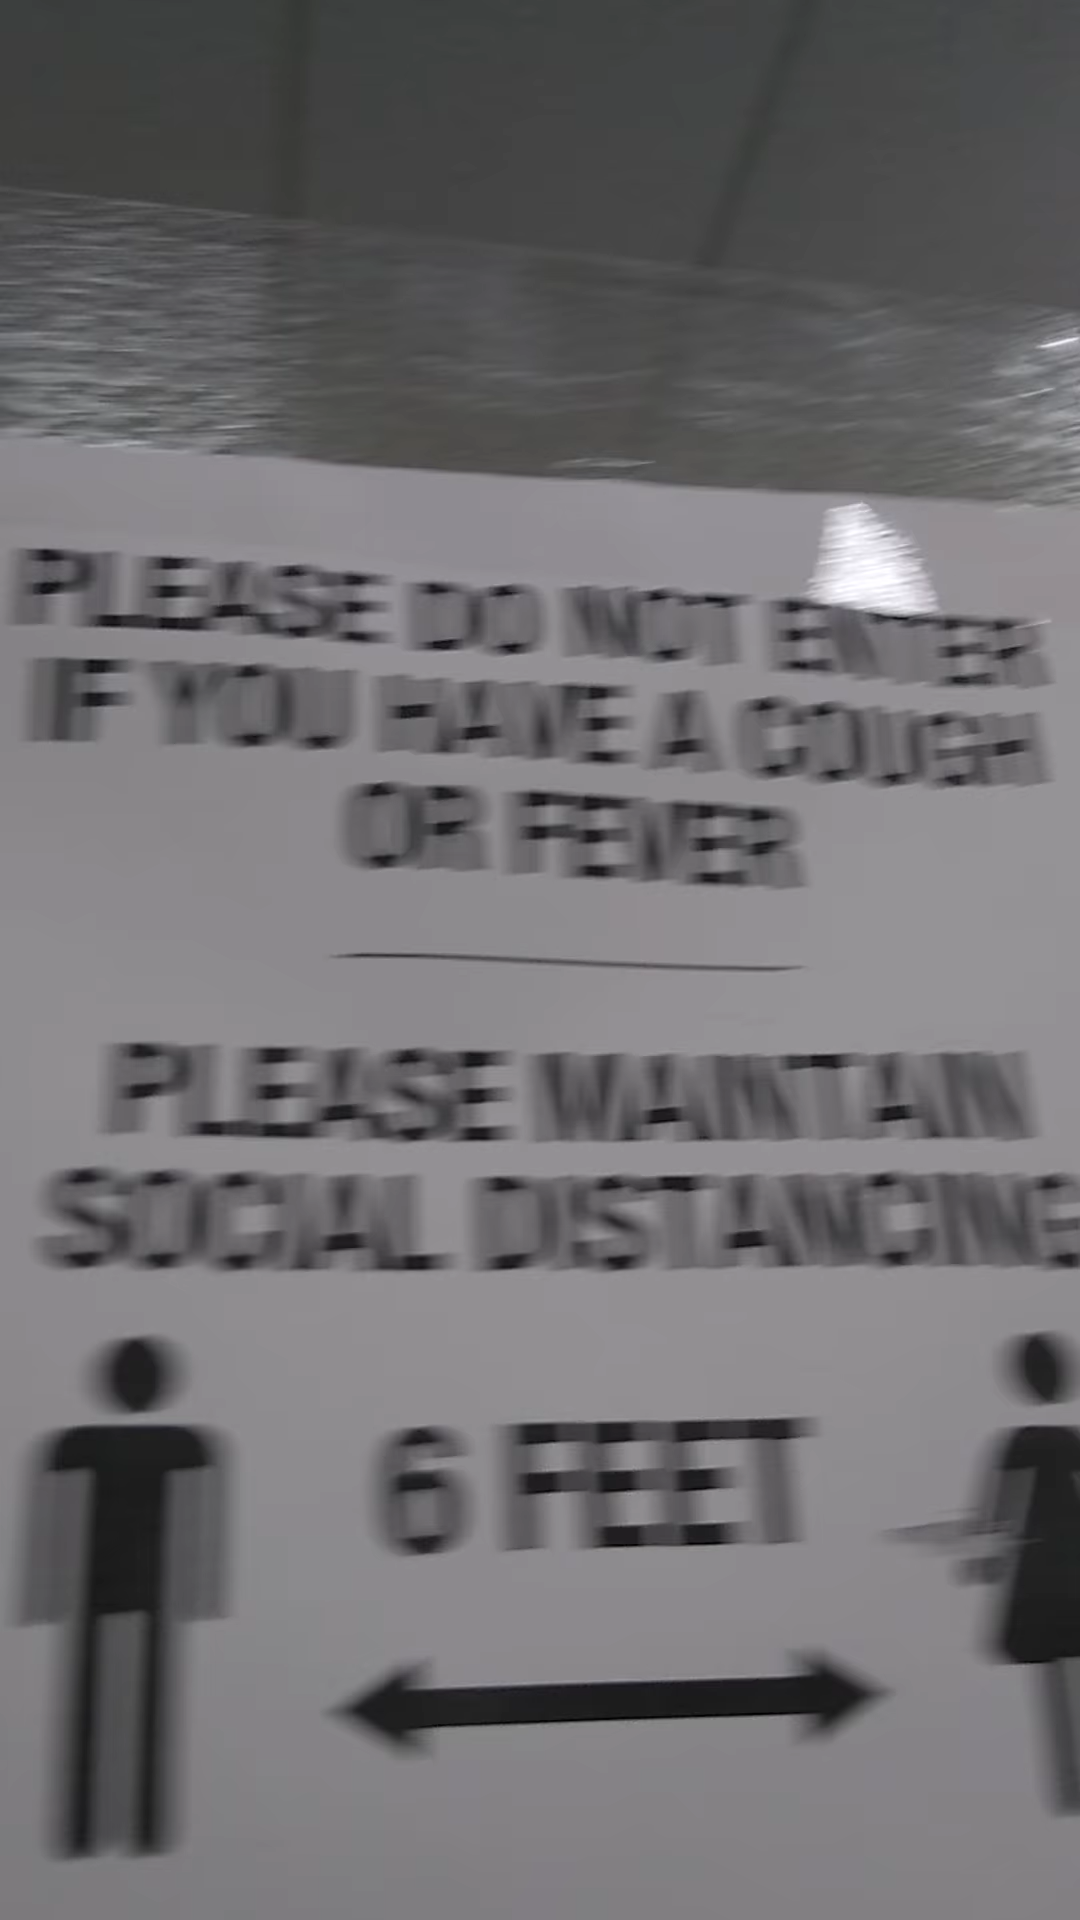 PLEASE DO NOT ENTER
IF YOU HAVE A COUGH
OR FEVER
PLEASE MAINTAIN
SOCIAL DISTANCING
6 FEET